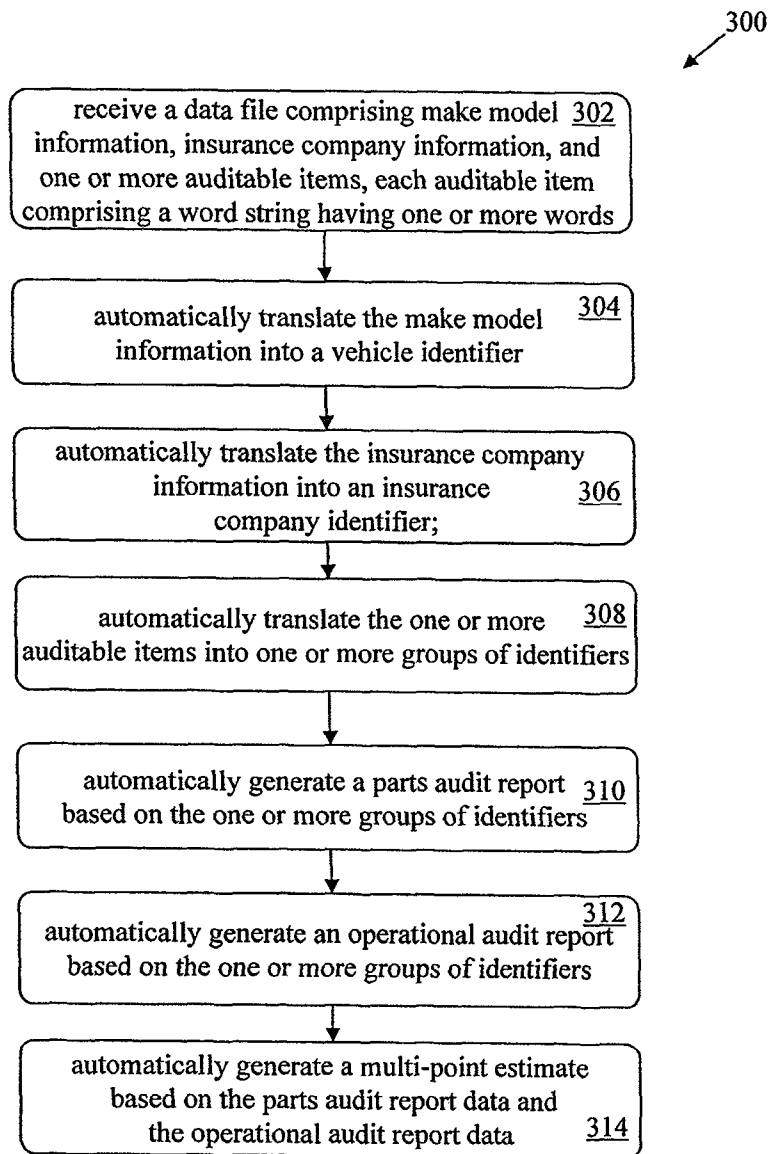 300
receive a data file comprising make model 302
information, insurance company information, and
one or more auditable items, each auditable item
comprising a word string having one or more words
304
automatically translate the make model
information into a vehicle identifier
automatically translate the insurance company
information into an insurance 306
company identifier;
automatically translate the one or more 308
auditable items into one or more groups of identifiers
automatically generate a parts audit report
based on the one or more groups of identifiers 310
312
automatically generate an operational audit report
based on the one or more groups of identifiers
automatically generate a multi-point estimate
based on the parts audit report data and
the operational audit report data 314